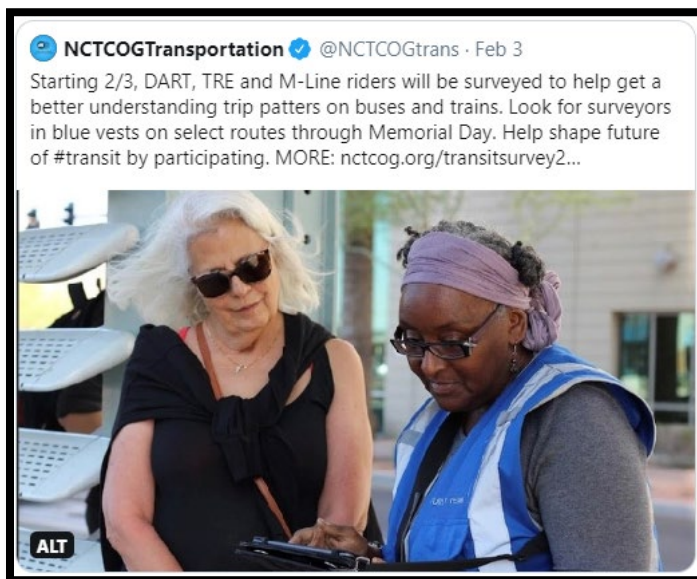 NCTCOGTransportation @NCTCOGtrans · Feb 3
Starting 2/3, DART, TRE and M-Line riders will be surveyed to help get a
better understanding trip patters on buses and trains. Look for surveyors
in blue vests on select routes through Memorial Day. Help shape future
of #transit by participating. MORE: nctcog.org/transitsurvey2...
ALT